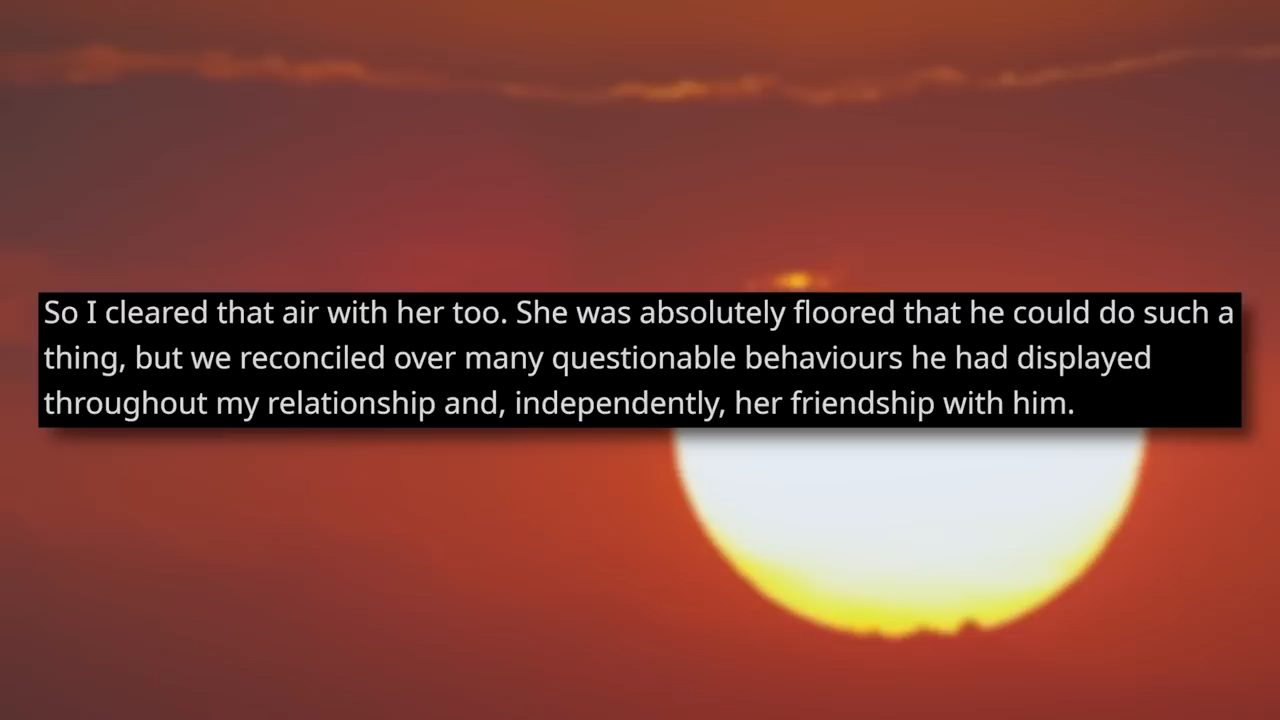 So I cleared that air with her too. She was absolutely floored that he could do such a
thing, but we reconciled over many questionable behaviours he had displayed
throughout my relationship and, independently, her friendship with him.